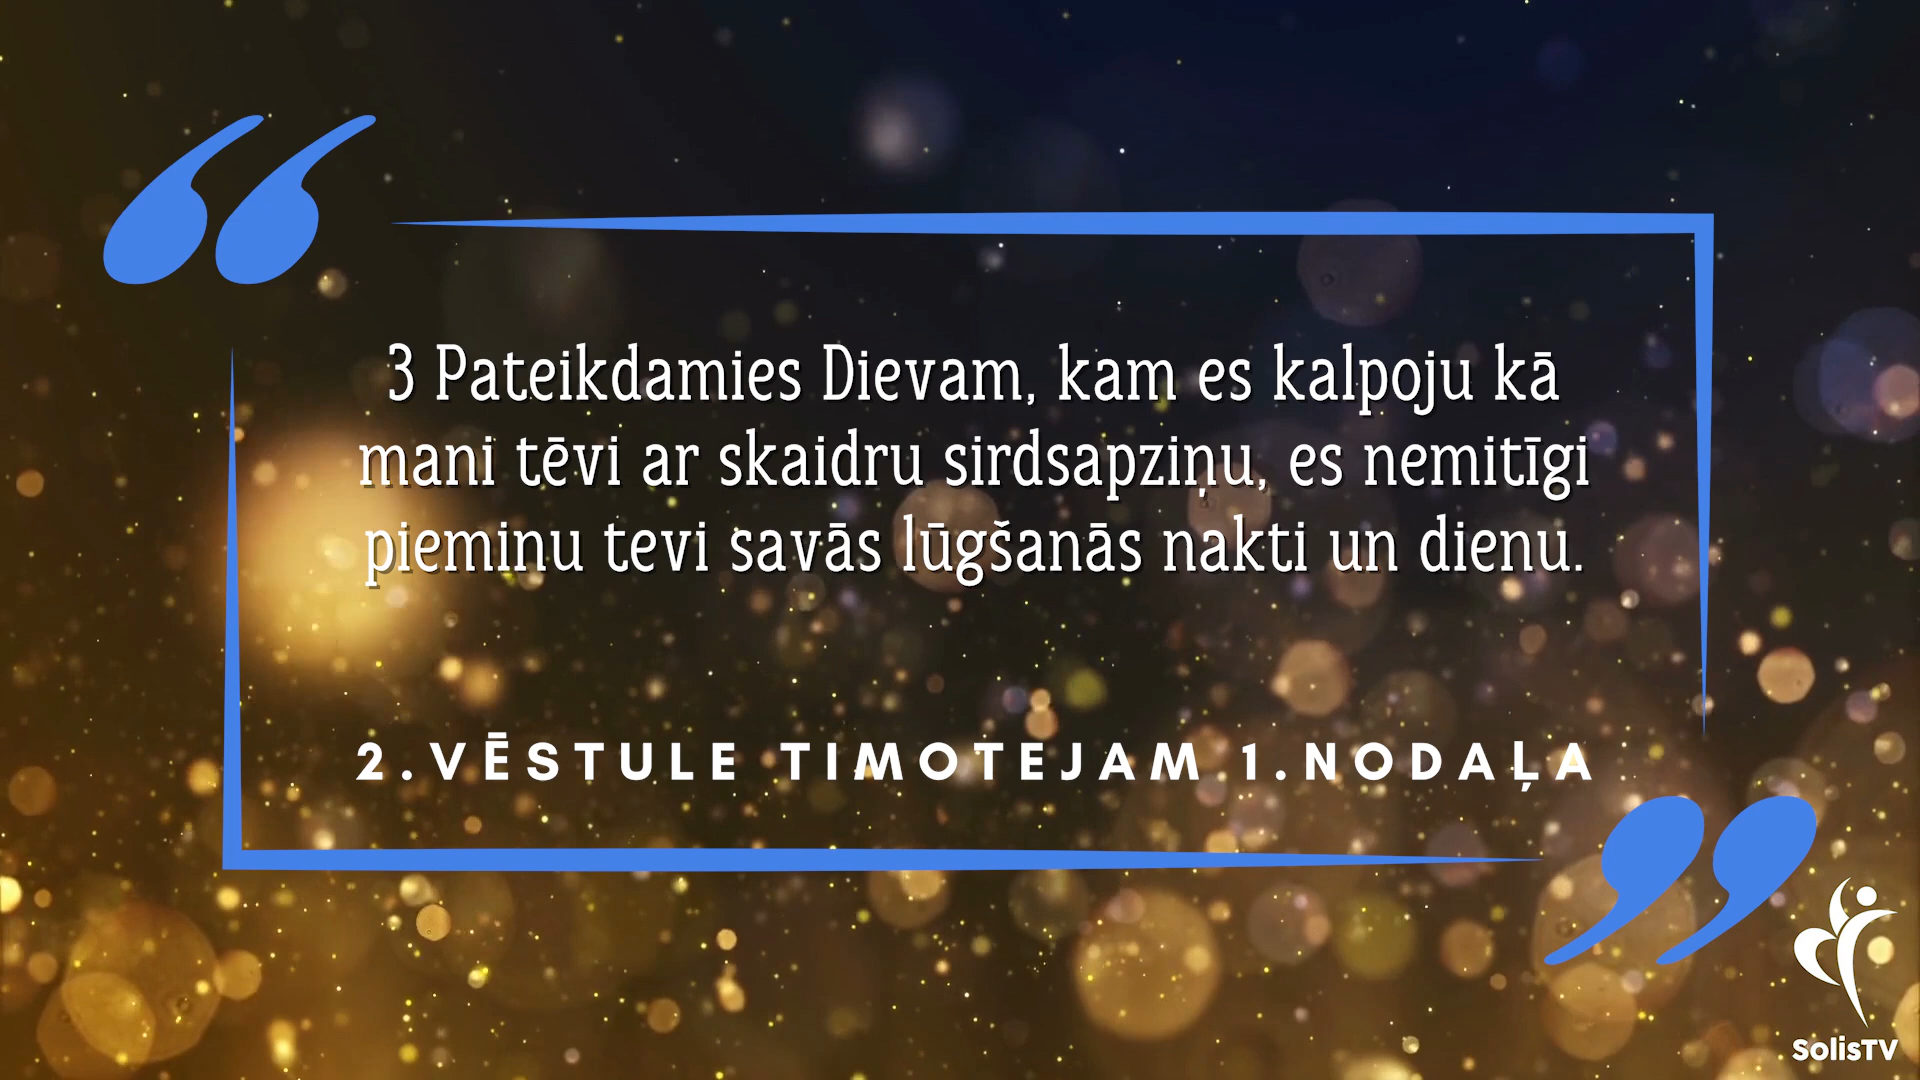 3 Pateikdamies Dievam, kam es kalpoju kā
mani tēvi ar skaidru sirdsapziņu, es nemitīgi
pieminu tevi savās lūgšanās nakti un dienu.
2.VĒSTULE TIMOTEJAM 1.NODAĻA
SolisTV